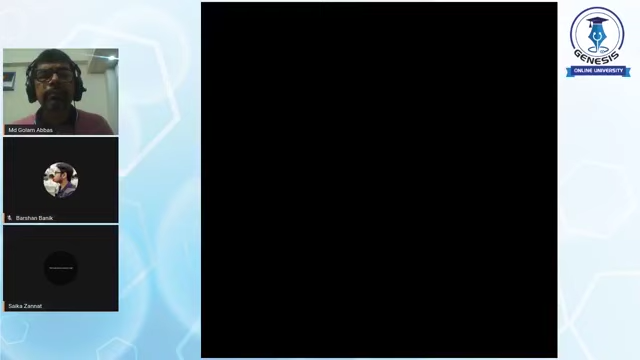 Md Golam Abbas
Barshan Banik
Saika Zannat
GENESIS
ONLINE UNIVERSITY